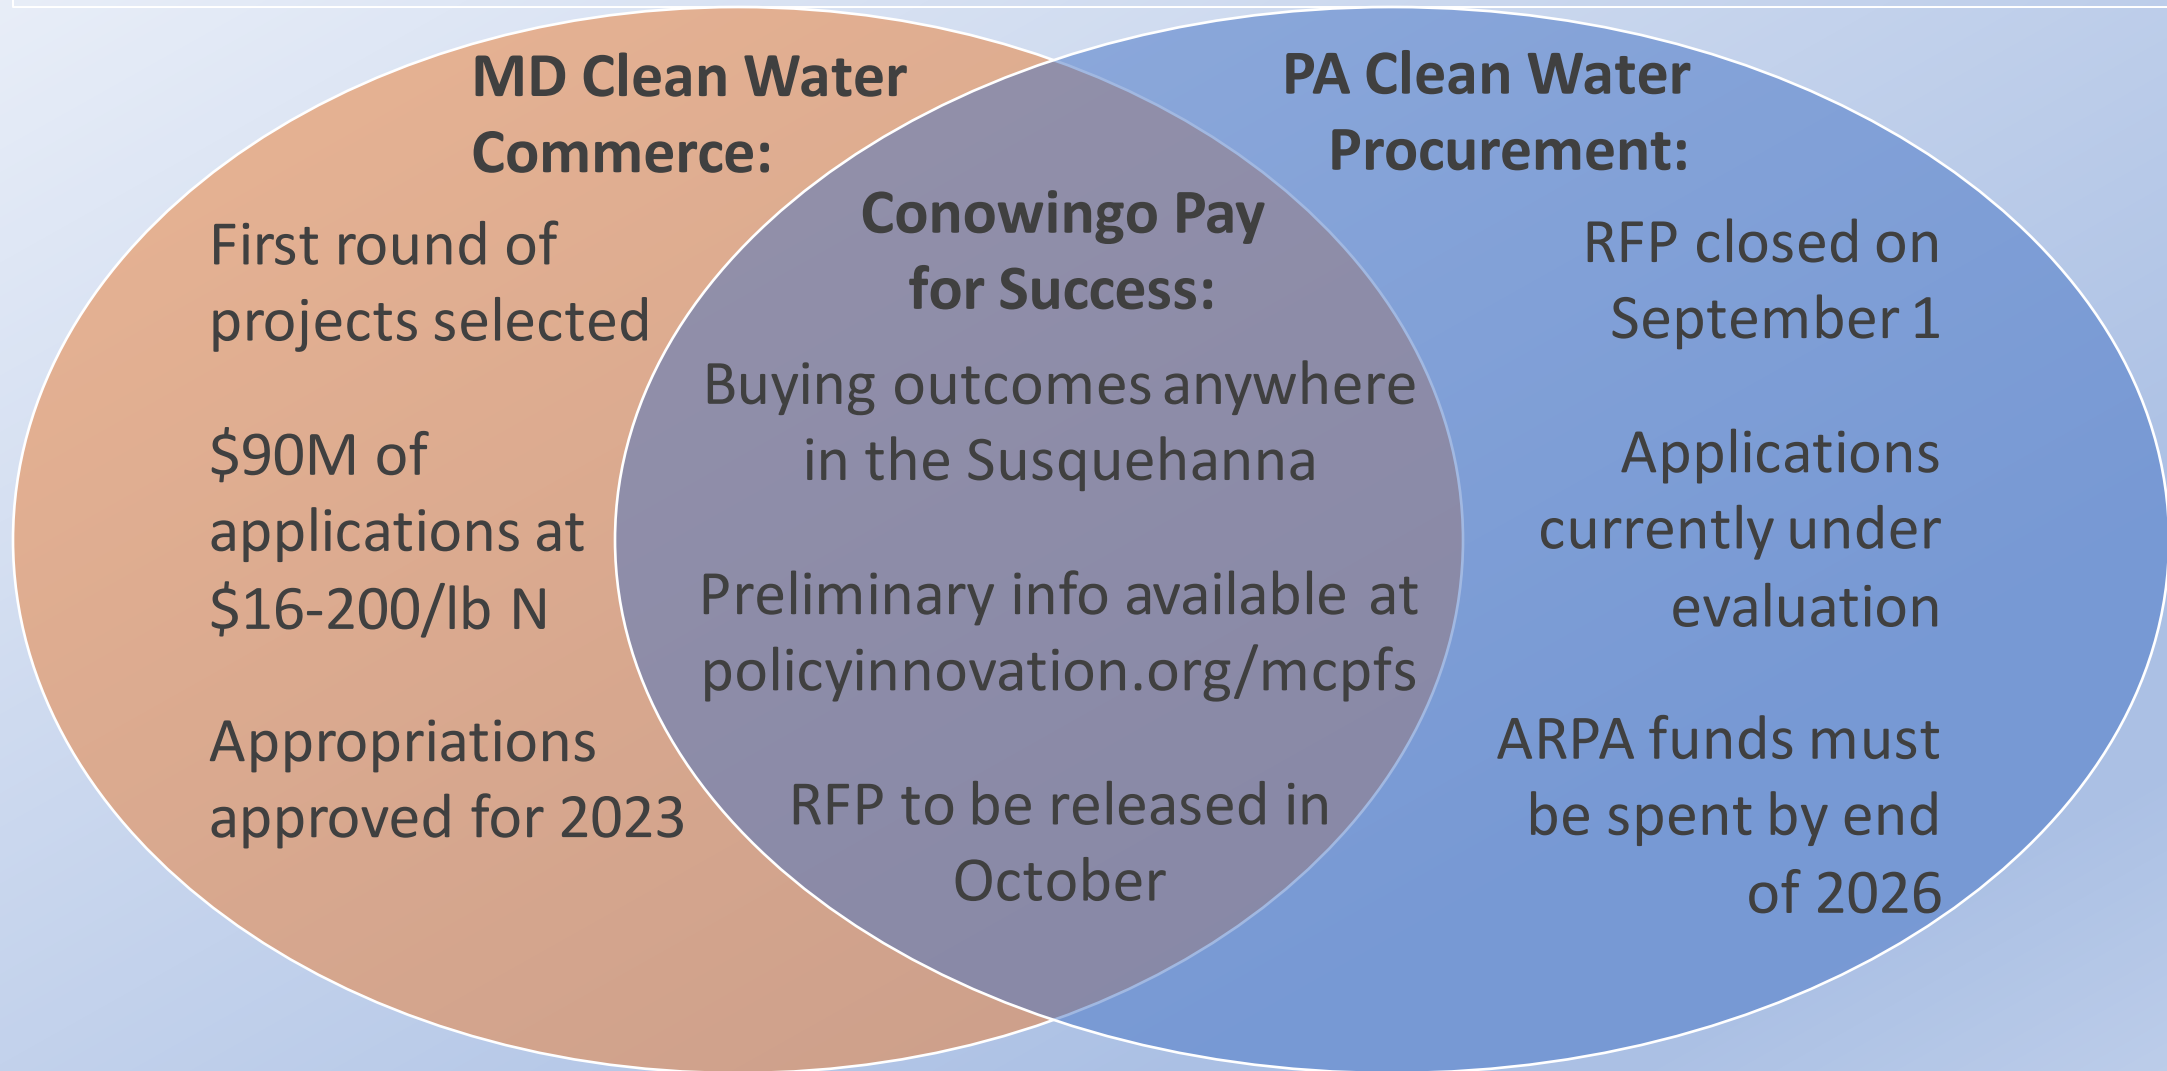 MD Clean Water
Commerce:
First round of
projects selected
$90M of
applications at
$16-200/lb N
Appropriations
approved for 2023
Conowingo Pay
for Success:
Buying outcomes anywhere
in the Susquehanna
Preliminary info available at
policyinnovation.org/mcpfs
RFP to be released in
October
PA Clean Water
Procurement:
RFP closed on
September 1
Applications
currently under
evaluation
ARPA funds must
be spent by end
of 2026